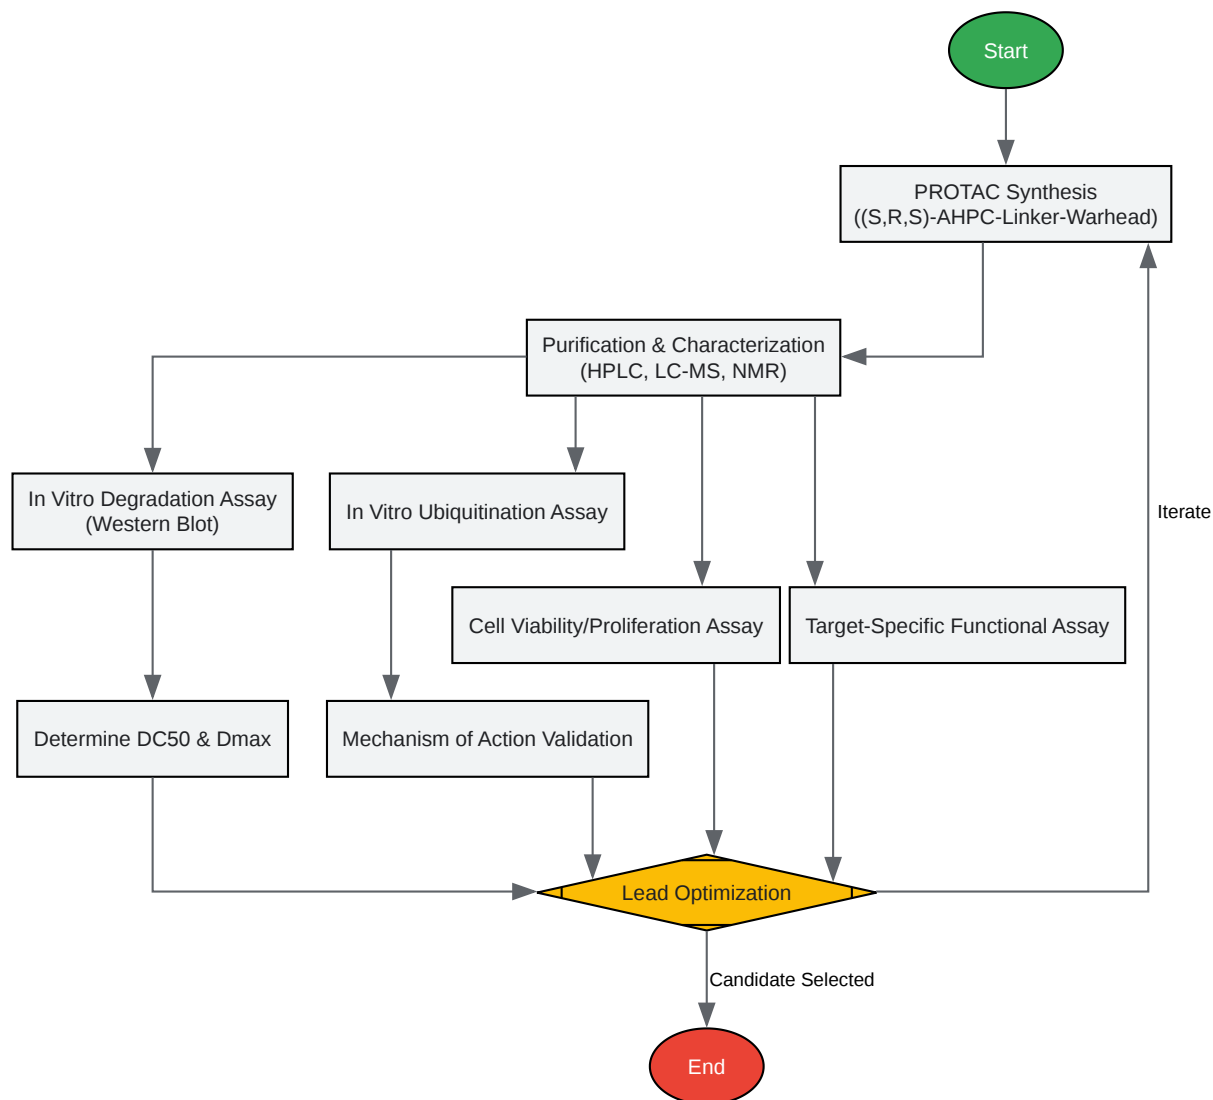 Start
PROTAC Synthesis
((S,R,S)-AHPC-Linker-Warhead)
Purification & Characterization
(HPLC, LC-MS, NMR)
In Vitro Degradation Assay
(Western Blot)
In Vitro Ubiquitination Assay
Iterate
Cell Viability/Proliferation Assay
Target-Specific Functional Assay
Determine DC50 & Dmax
Mechanism of Action Validation
Lead Optimization
Candidate Selected
End